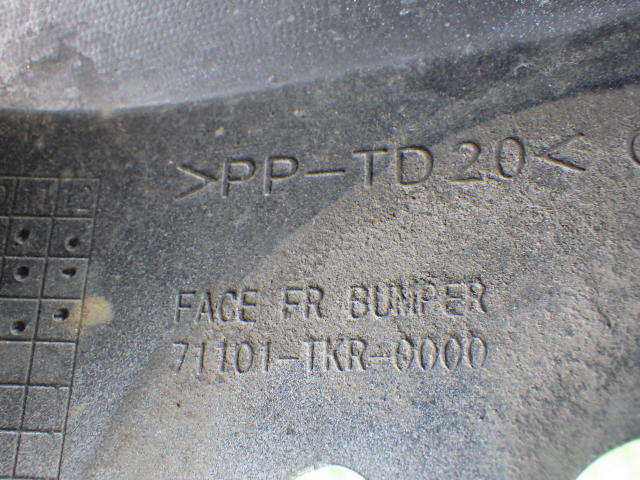 >PP-TD20<
FACE FR BUMPER
71101-TKR-0000